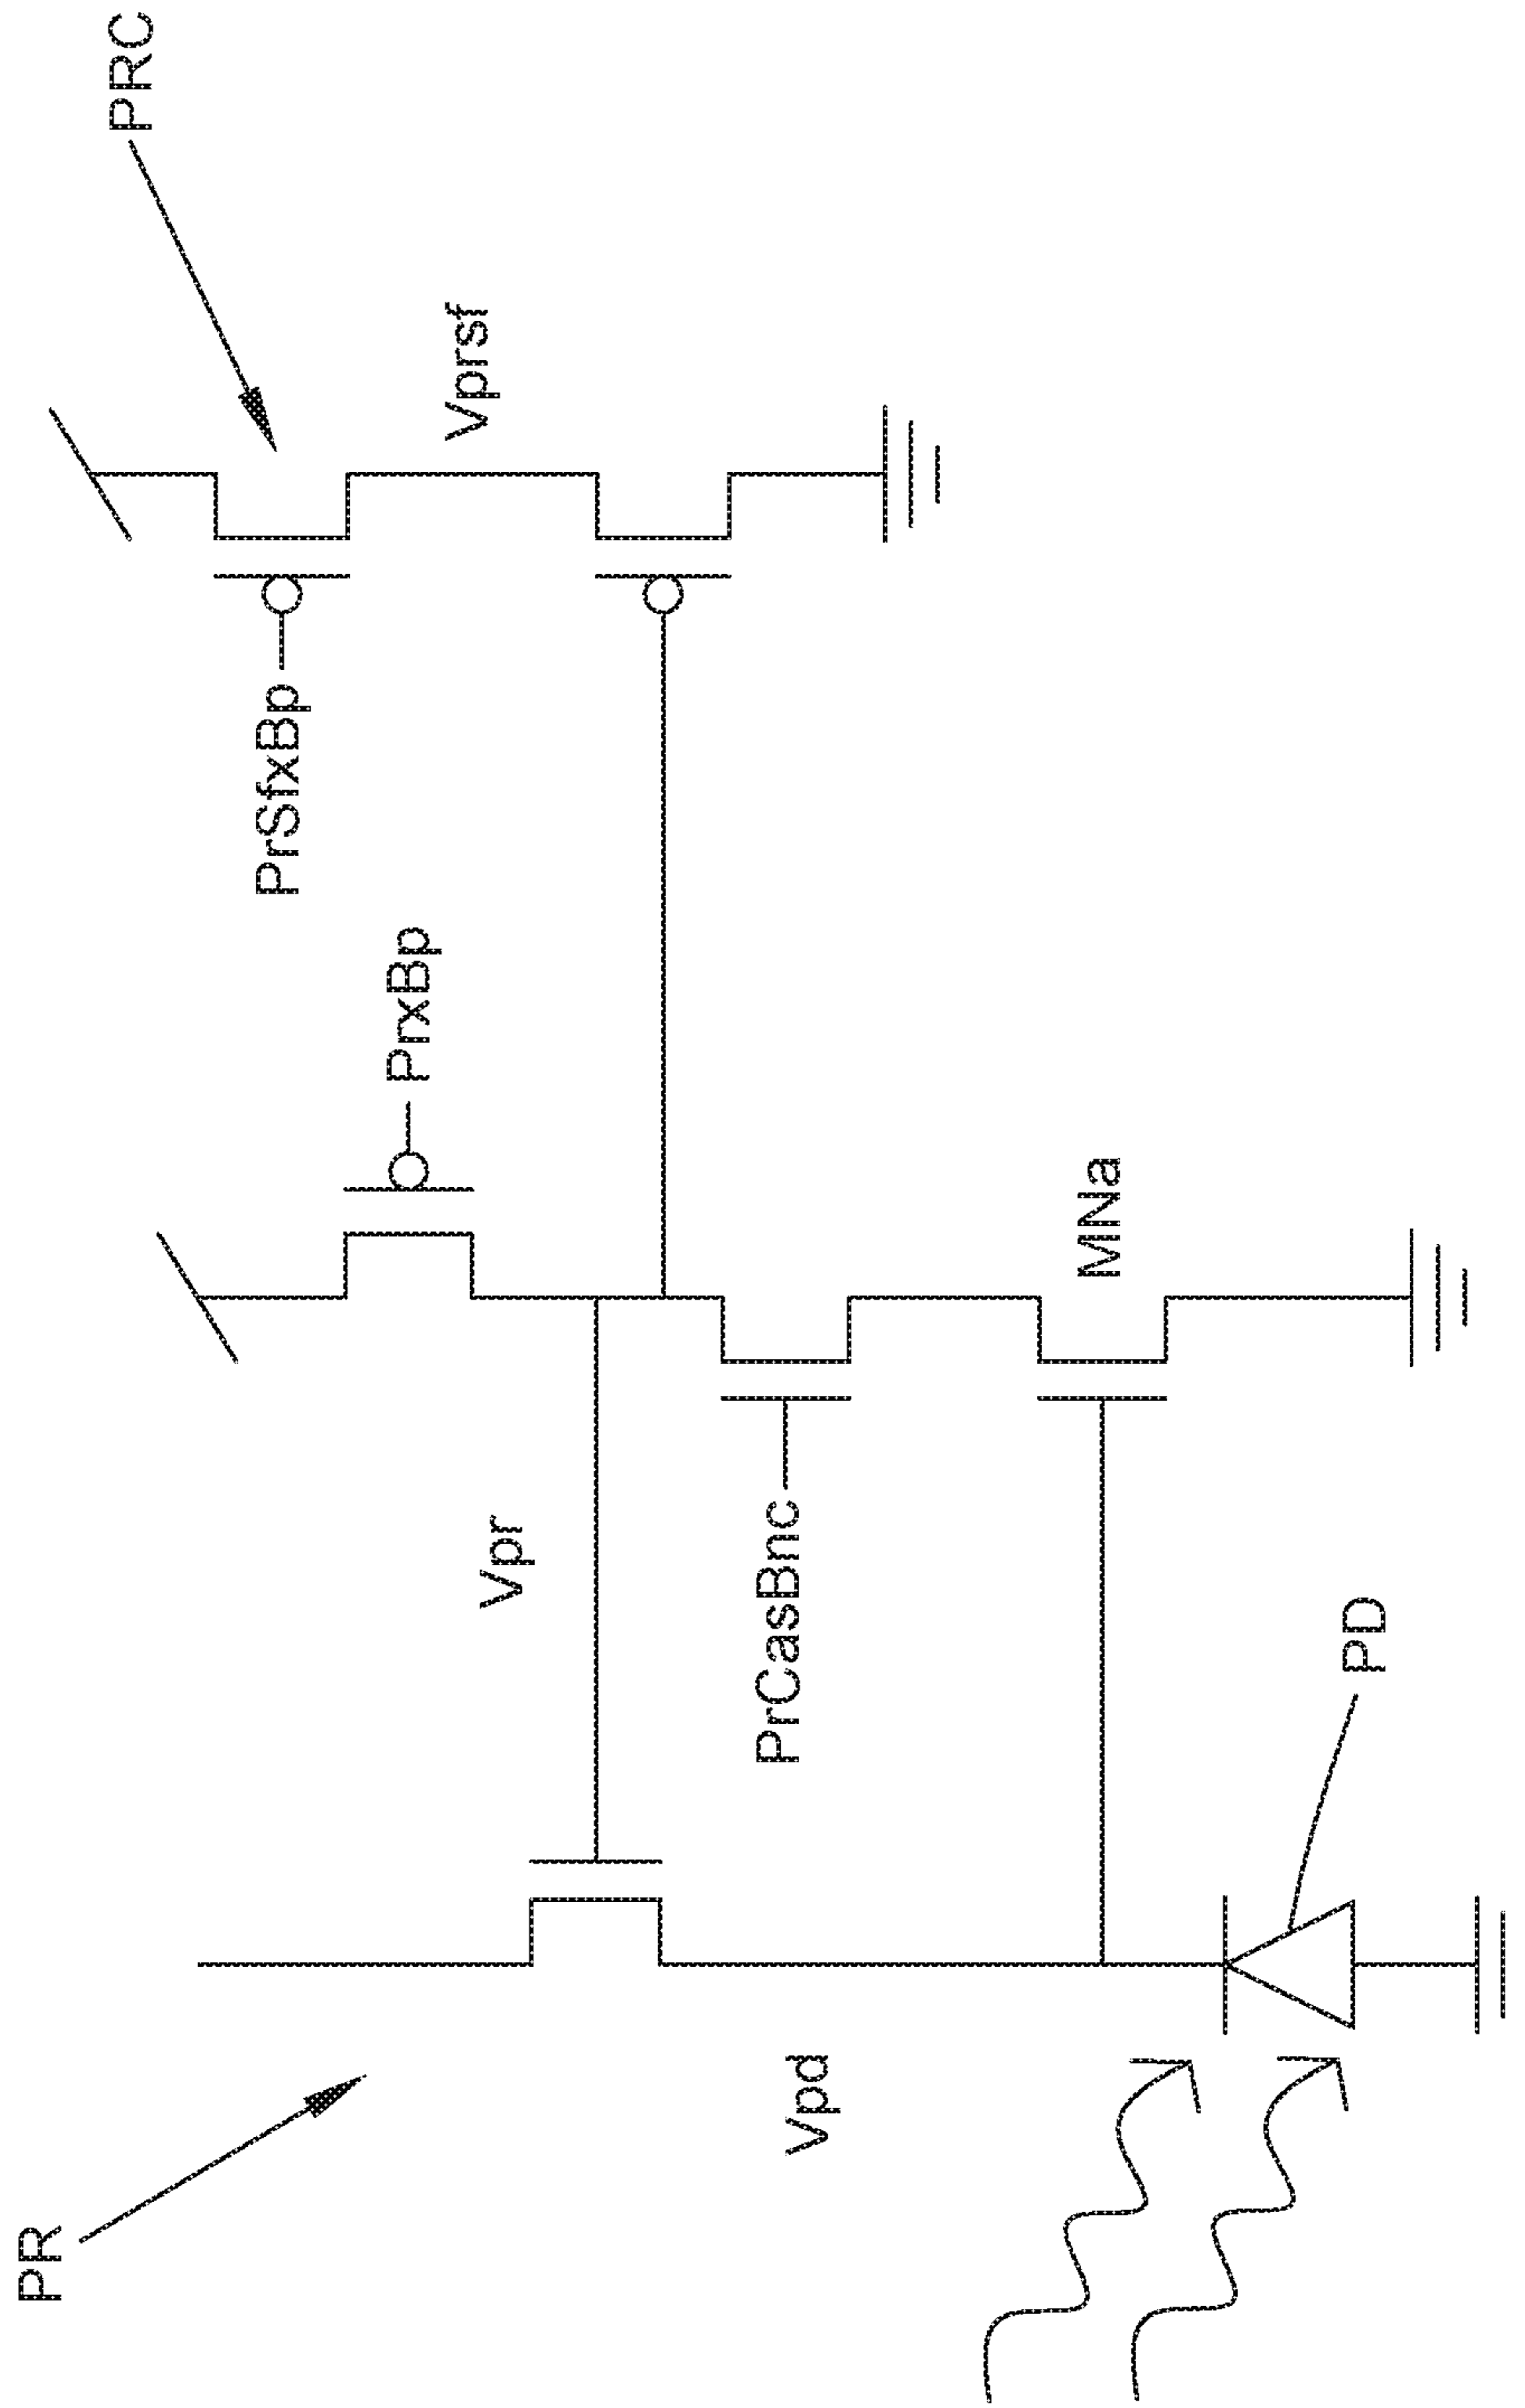 PR
PRC
PrSfxBp
Vprsf
PrxBp
Vpr
PrCasBnc
MNa
Vpd
PD